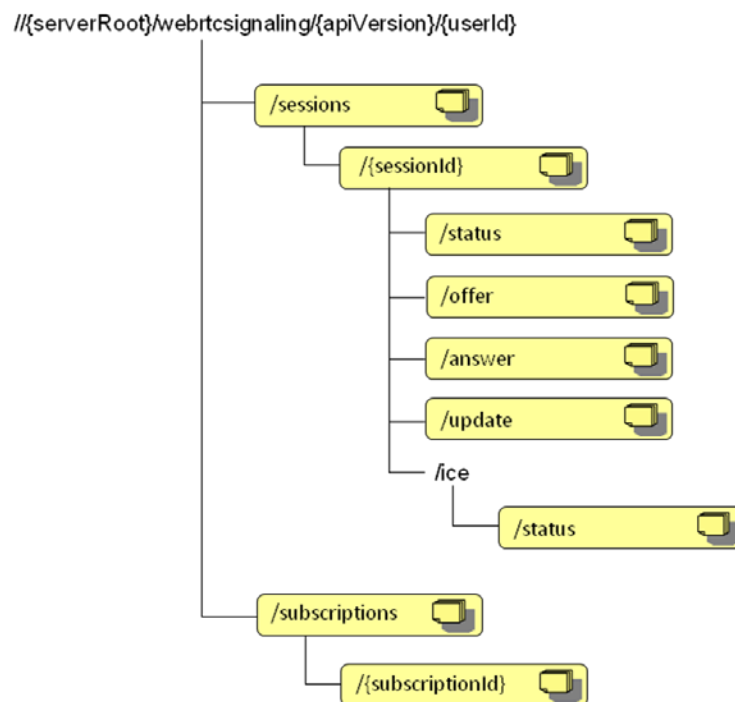 //{serverRoot}/webrtcsignaling/{apiVersion}/{userId}
/sessions
/{sessionId}
/status
/offer
/answer
/update
/ice
/status
/subscriptions
/{subscriptionId}